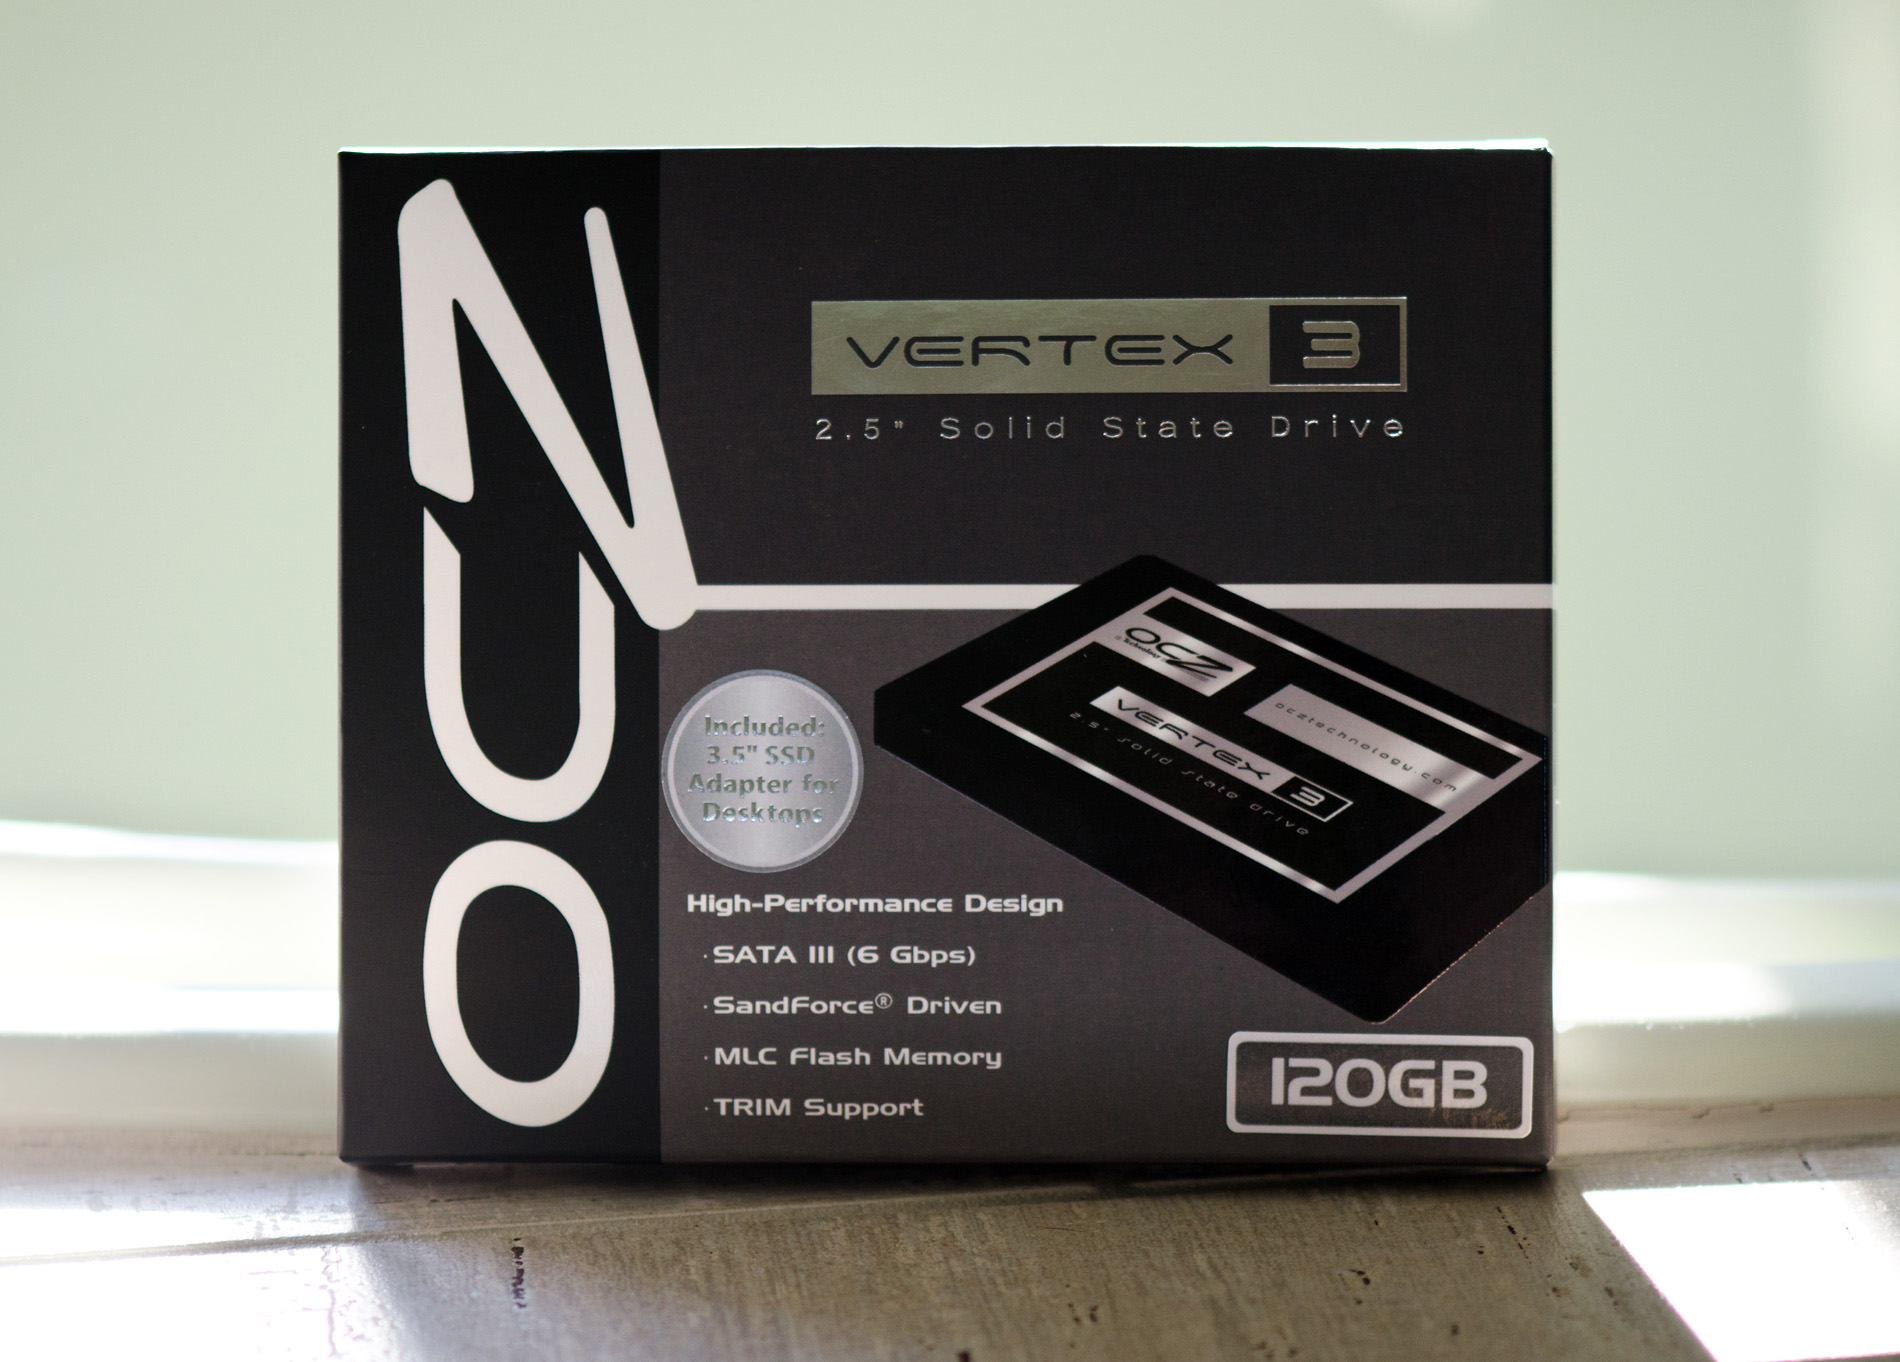 OCZ
VERTEX 3
2.5" Solid State Drive
OCZ
Technology
ocztechnology.com
VERTEX 3
2.5" Solid State Drive
Included:
3.5" SSD
Adapter for
Desktops
High-Performance Design
·SATA III (6 Gbps)
·SandForce® Driven
·MLC Flash Memory
·TRIM Support
120GB